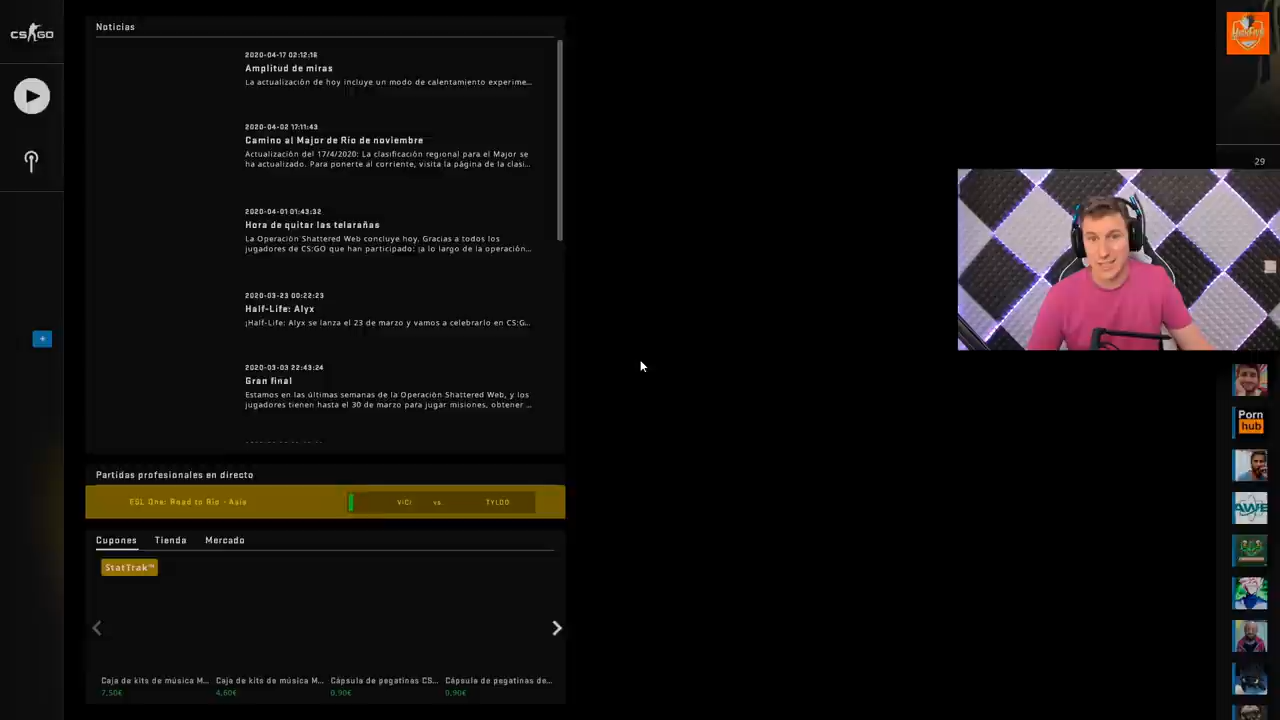 CS:GO
Noticias
2020-04-17 02:12:16
Amplitud de miras
La actualización de hoy incluye un modo de calentamiento experime...
2020-04-02 17:11:43
Camino al Major de Río de noviembre
Actualización del 17/4/2020: La clasificación regional para el Major se
ha actualizado. Para ponerte al corriente, visita la página de la clasi...
2020-04-01 01:43:32
Hora de quitar las telarañas
La Operación Shattered Web concluye hoy. Gracias a todos los
jugadores de CS:GO que han participado: ¡a lo largo de la operación...
2020-03-23 00:22:23
Half-Life: Alyx
¡Half-Life: Alyx se lanza el 23 de marzo y vamos a celebrarlo en CS:G...
2020-03-03 22:43:24
Gran final
Estamos en las últimas semanas de la Operación Shattered Web, y los
jugadores tienen hasta el 30 de marzo para jugar misiones, obtener ...
Partidas profesionales en directo
ESL One: Road to Rio - Asia
ViCi vs. TYLOO
Cupones Tienda Mercado
StatTrak™
Caja de kits de música M... Caja de kits de música M... Cápsula de pegatinas CS... Cápsula de pegatinas de...
7,50€ 4,60€ 0,90€ 0,90€
29
Porn
hub
AWE